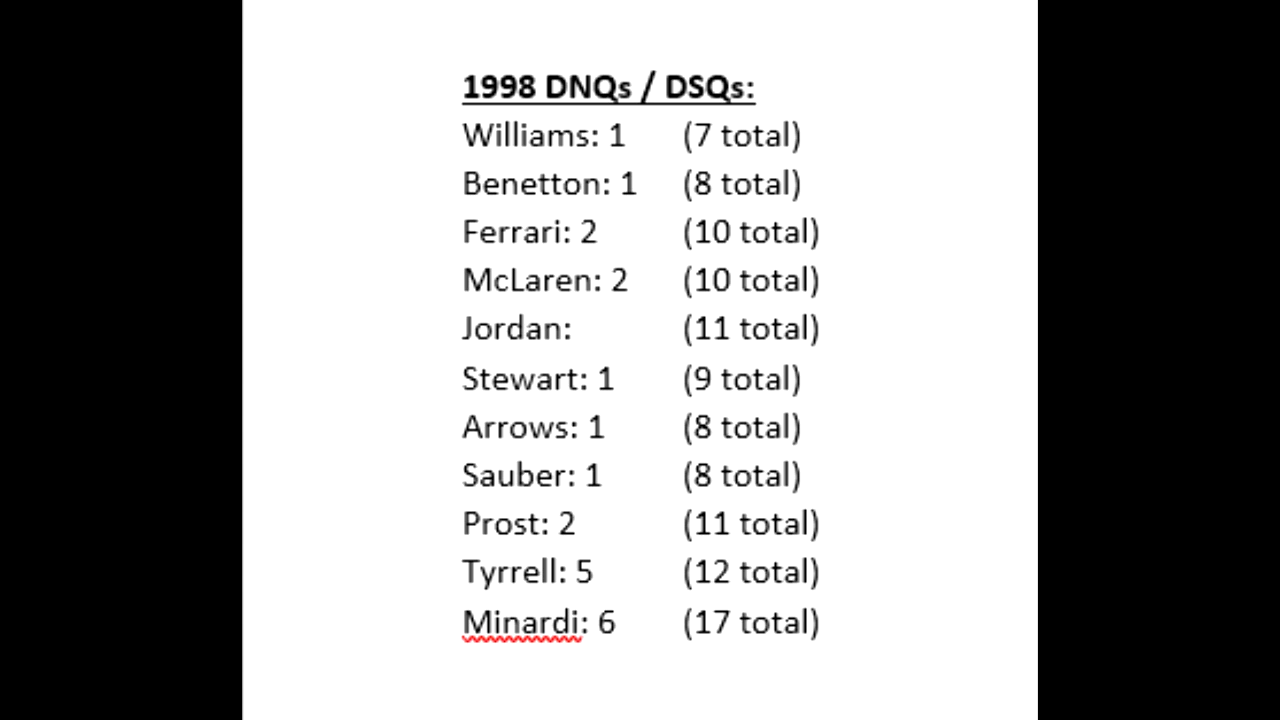 1998 DNQs / DSQs:
Williams: 1 (7 total)
Benetton: 1 (8 total)
Ferrari: 2 (10 total)
McLaren: 2 (10 total)
Jordan: (11 total)
Stewart: 1 (9 total)
Arrows: 1 (8 total)
Sauber: 1 (8 total)
Prost: 2 (11 total)
Tyrrell: 5 (12 total)
Minardi: 6 (17 total)